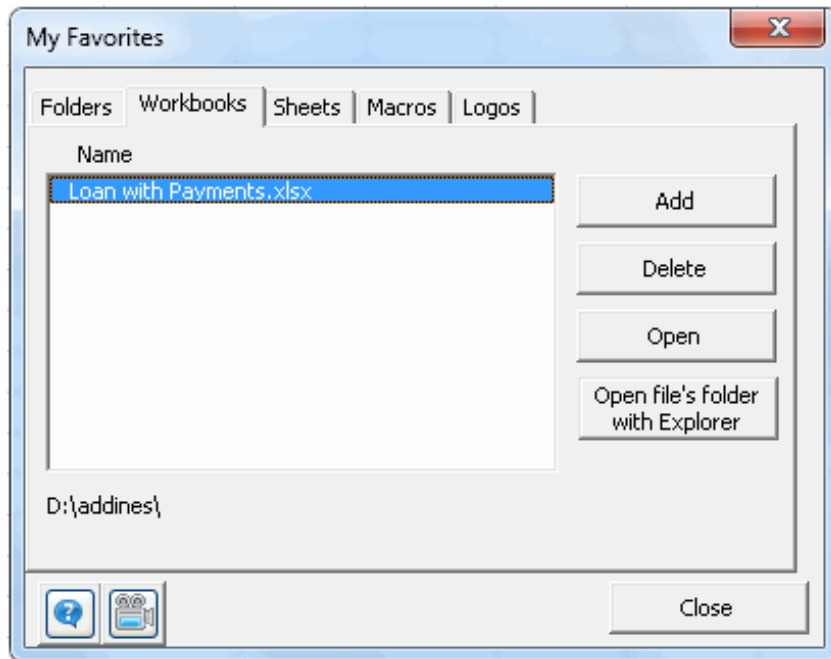 My Favorites
Folders Workbooks Sheets Macros Logos
Name
Loan with Payments.xlsx
Add
Delete
Open
Open file's folder
with Explorer
D:\addines\
Close